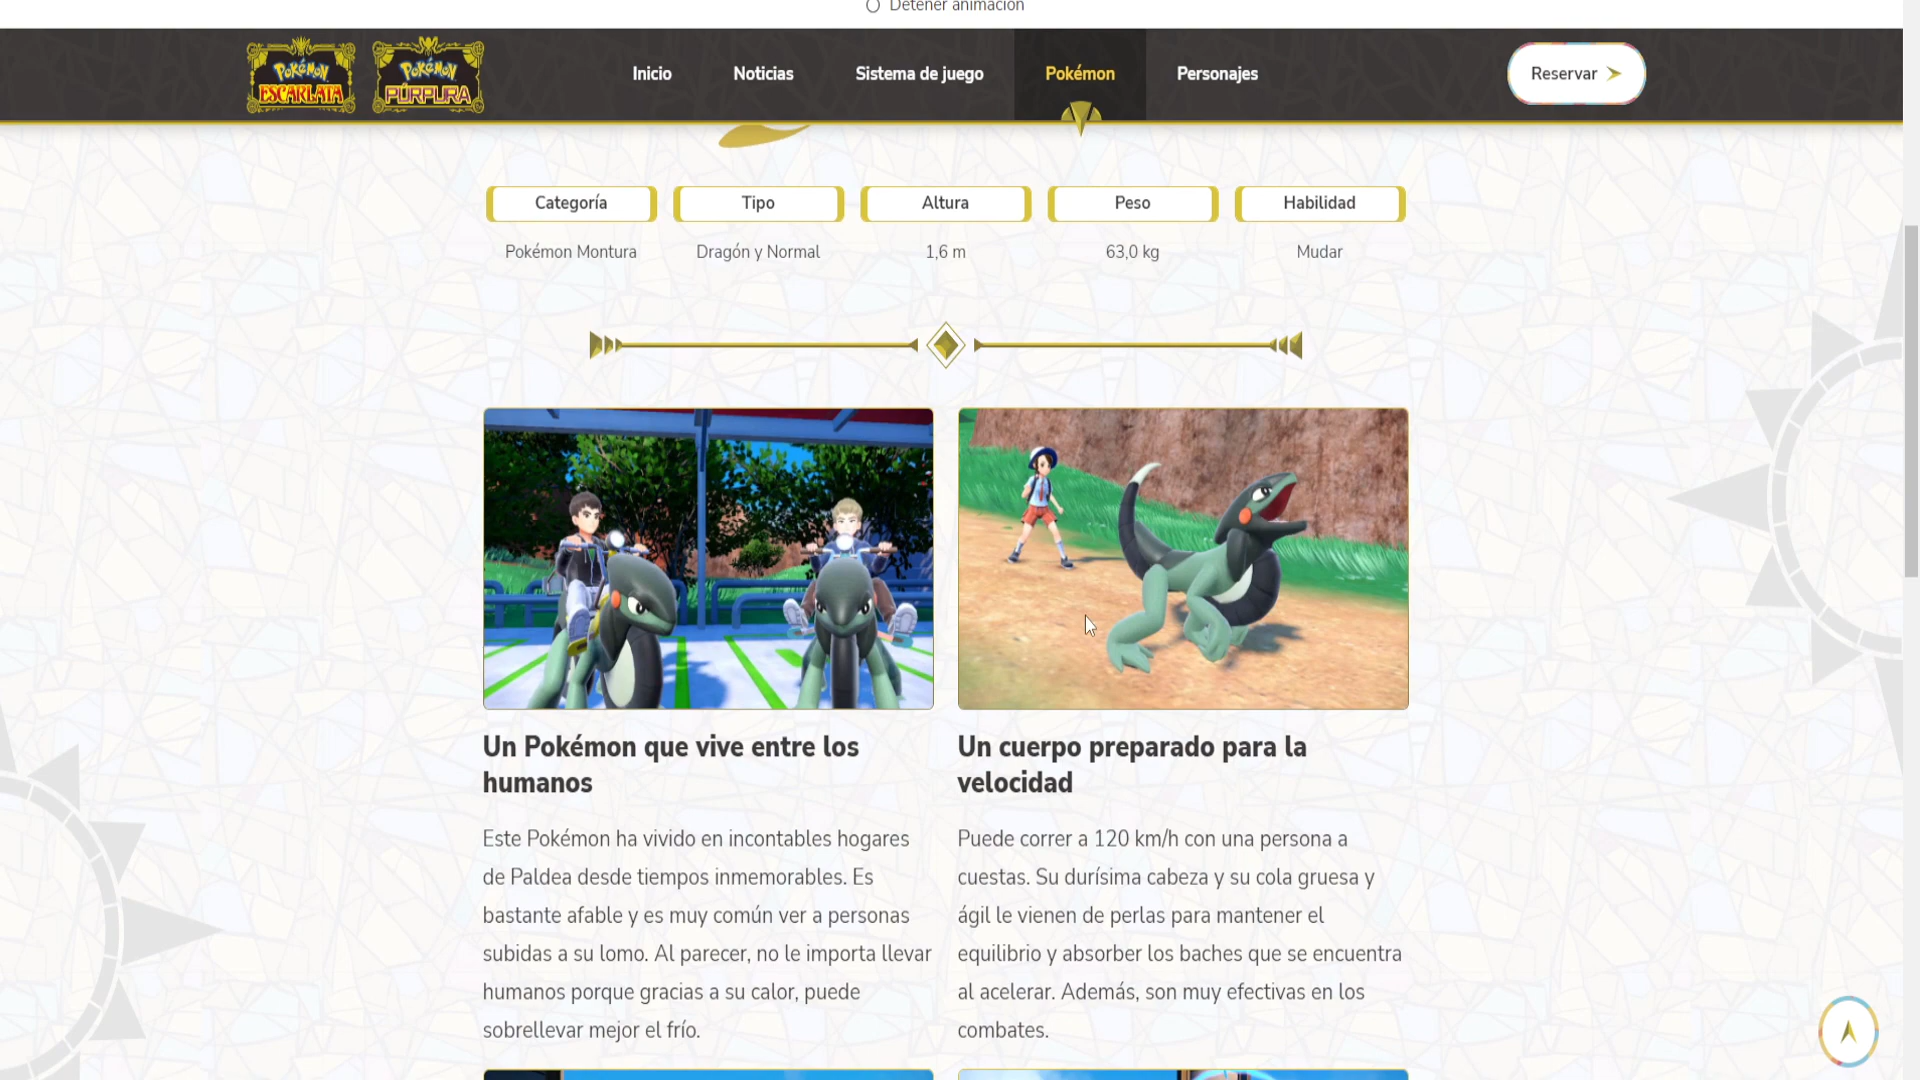 Detener animación
Pokémon ESCARLATA
Pokémon PÚRPURA
Inicio
Noticias
Sistema de juego
Pokémon
Personajes
Reservar
Categoría
Tipo
Altura
Peso
Habilidad
Pokémon Montura
Dragón y Normal
1,6 m
63,0 kg
Mudar
Un Pokémon que vive entre los
humanos
Este Pokémon ha vivido en incontables hogares
de Paldea desde tiempos inmemorables. Es
bastante afable y es muy común ver a personas
subidas a su lomo. Al parecer, no le importa llevar
humanos porque gracias a su calor, puede
sobrellevar mejor el frío.
Un cuerpo preparado para la
velocidad
Puede correr a 120 km/h con una persona a
cuestas. Su durísima cabeza y su cola gruesa y
ágil le vienen de perlas para mantener el
equilibrio y absorber los baches que se encuentra
al acelerar. Además, son muy efectivas en los
combates.